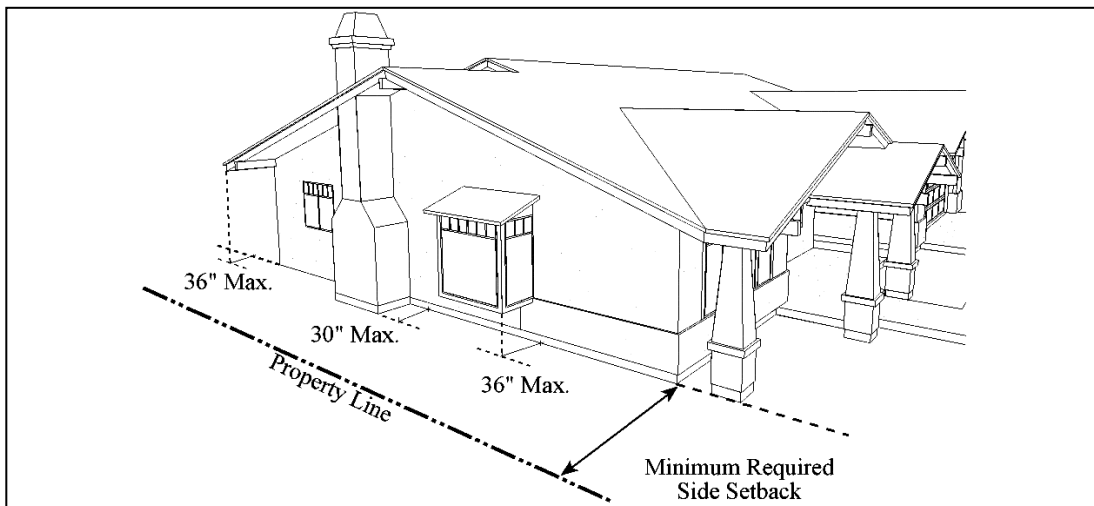 36" Max.
30" Max.
36" Max.
Property Line
Minimum Required
Side Setback